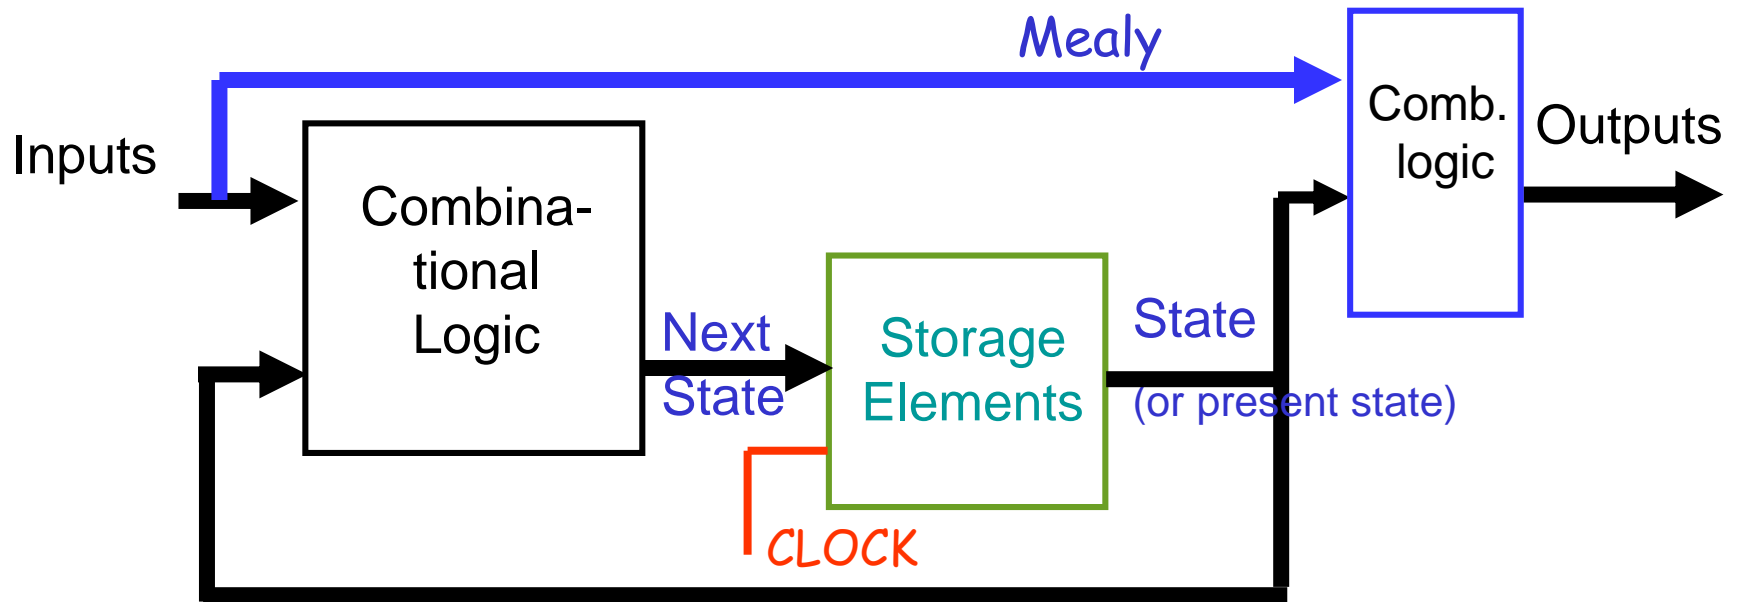 Mealy
Inputs
Combina-
tional
Logic
Next
State
Storage
Elements
CLOCK
State
(or present state)
Comb.
logic
Outputs